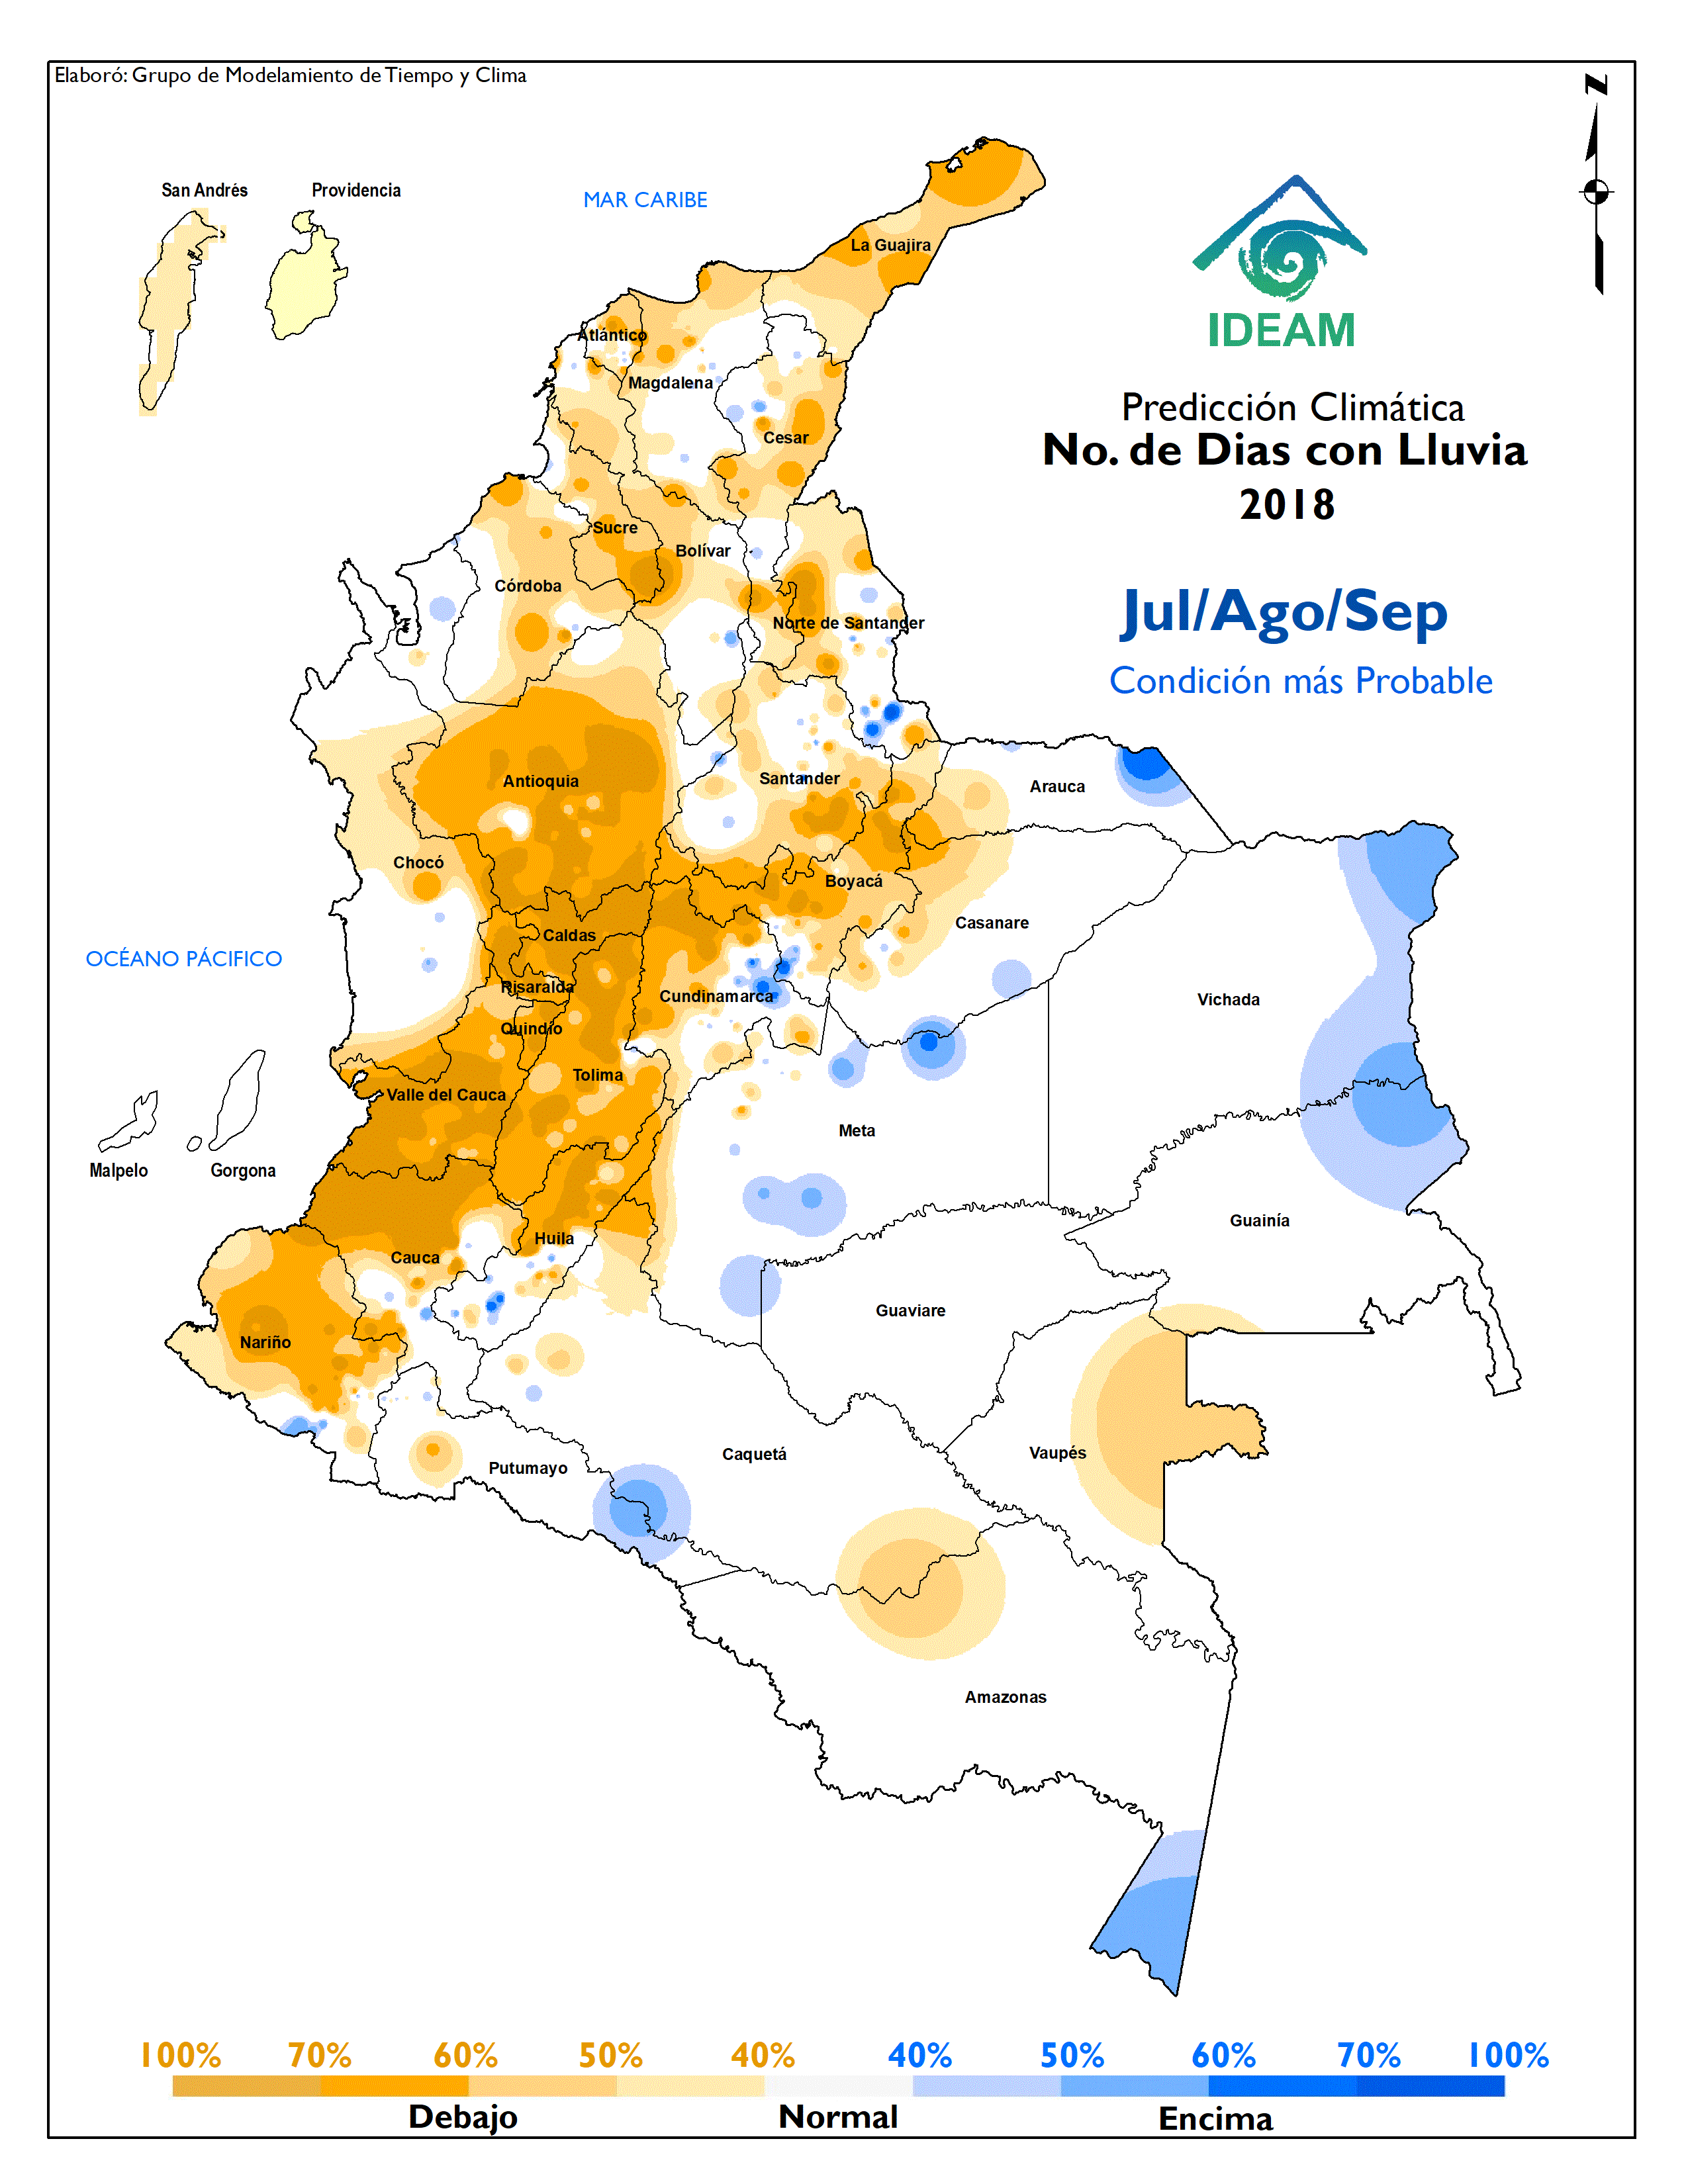 Elaboró: Grupo de Modelamiento de Tiempo y Clima
N
San Andrés
Providencia
MAR CARIBE
La Guajira
IDEAM
Atlántico
Magdalena
Predicción Climática
Cesar
No. de Dias con Lluvia
2018
Sucre
Bolívar
Córdoba
Jul/Ago/Sep
Norte de Santander
Condición más Probable
Antioquia
Santander
Arauca
Chocó
Boyacá
Casanare
Caldas
OCÉANO PÁCIFICO
Risaralda
Cundinamarca
Vichada
Quindío
Tolima
Valle del Cauca
Meta
Malpelo
Gorgona
Guainía
Huila
Cauca
Guaviare
Nariño
Vaupés
Caquetá
Putumayo
Amazonas
100% 70% 60% 50% 40% 40% 50% 60% 70% 100%
Debajo Normal Encima